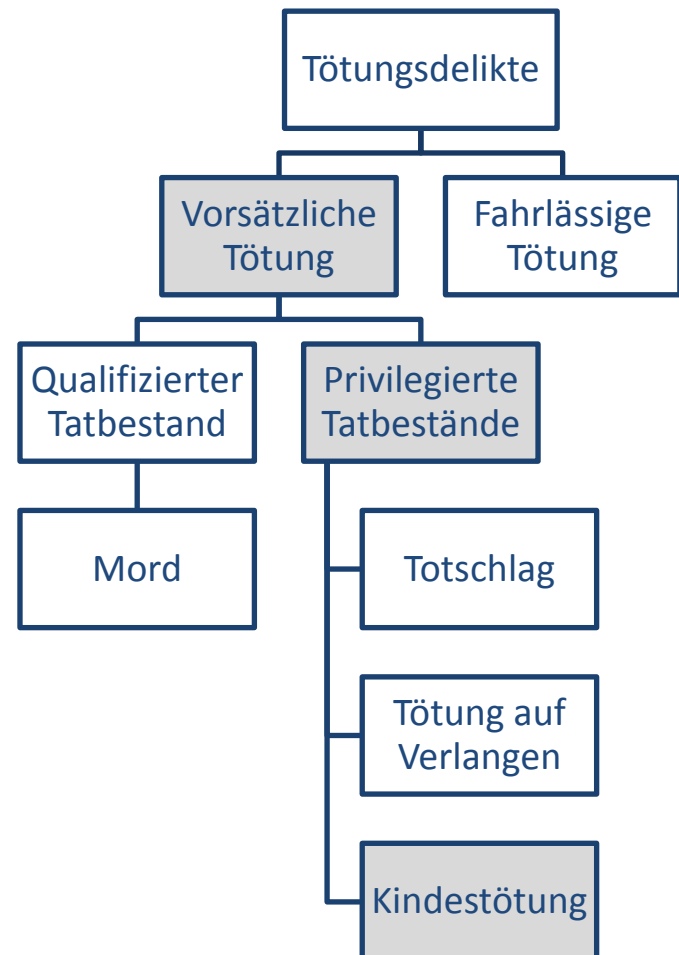 Tötungsdelikte
Vorsätzliche
Tötung
Fahrlässige
Tötung
Qualifizierter
Tatbestand
Privilegierte
Tatbestände
Mord
Totschlag
Tötung auf
Verlangen
Kindestötung